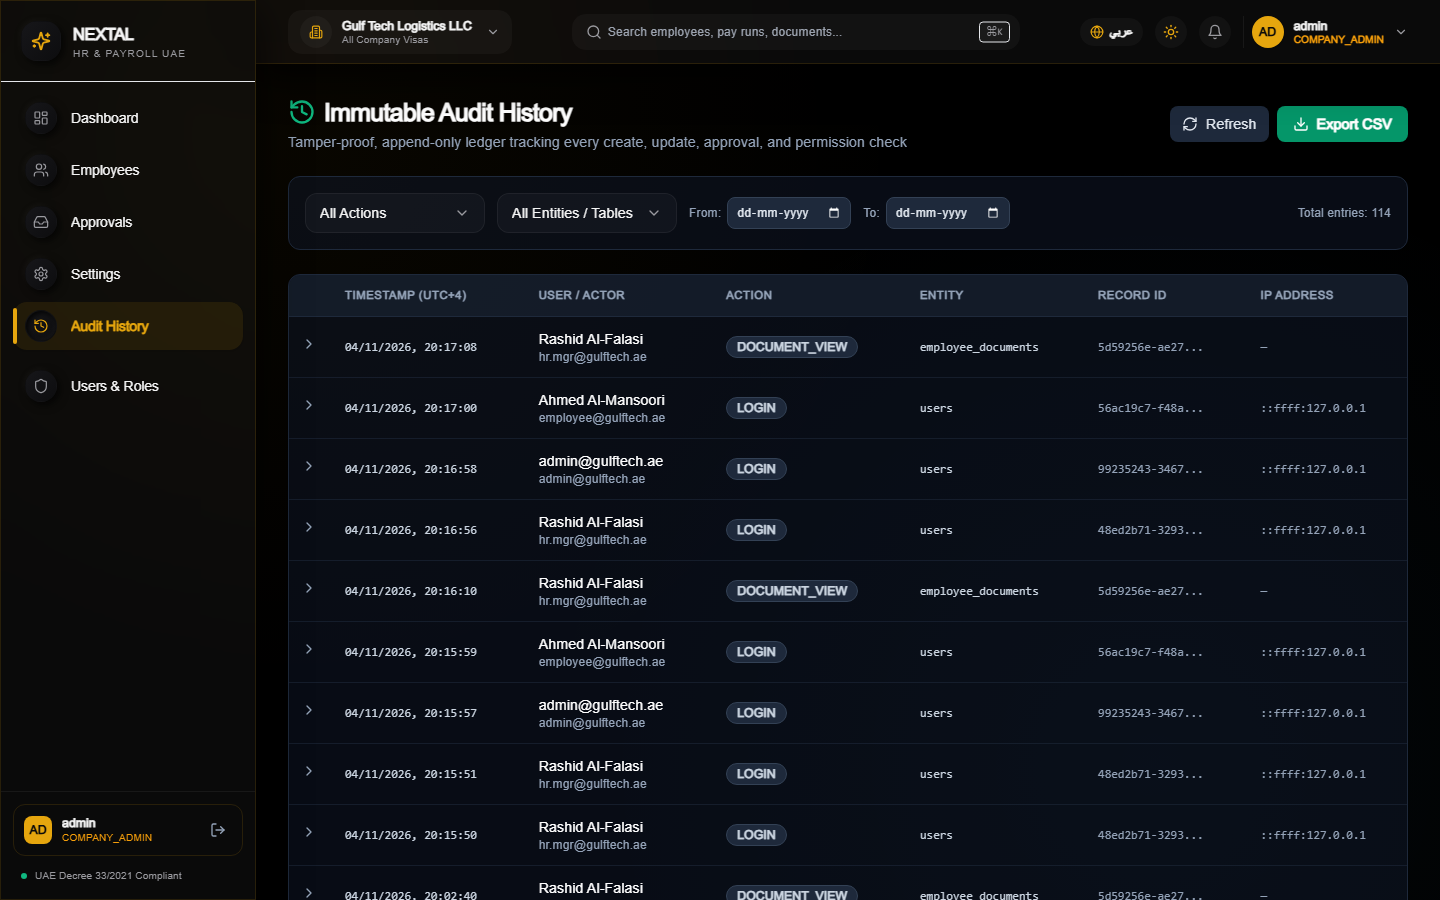 NEXTAL
HR & PAYROLL UAE
Dashboard
Employees
Approvals
Settings
Audit History
Users & Roles
AD
admin
COMPANY_ADMIN
UAE Decree 33/2021 Compliant
Gulf Tech Logistics LLC
All Company Visas
Search employees, pay runs, documents...
⌘K
عربي
AD
admin
COMPANY_ADMIN
Immutable Audit History
Tamper-proof, append-only ledger tracking every create, update, approval, and permission check
Refresh
Export CSV
All Actions
All Entities / Tables
From: dd-mm-yyyy
To: dd-mm-yyyy
Total entries: 114
TIMESTAMP (UTC+4) USER / ACTOR ACTION ENTITY RECORD ID IP ADDRESS
04/11/2026, 20:17:08 Rashid Al-Falasi DOCUMENT_VIEW employee_documents 5d59256e-ae27... —
hr.mgr@gulftech.ae
04/11/2026, 20:17:00 Ahmed Al-Mansoori LOGIN users 56ac19c7-f48a... ::ffff:127.0.0.1
employee@gulftech.ae
04/11/2026, 20:16:58 admin@gulftech.ae LOGIN users 99235243-3467... ::ffff:127.0.0.1
admin@gulftech.ae
04/11/2026, 20:16:56 Rashid Al-Falasi LOGIN users 48ed2b71-3293... ::ffff:127.0.0.1
hr.mgr@gulftech.ae
04/11/2026, 20:16:10 Rashid Al-Falasi DOCUMENT_VIEW employee_documents 5d59256e-ae27... —
hr.mgr@gulftech.ae
04/11/2026, 20:15:59 Ahmed Al-Mansoori LOGIN users 56ac19c7-f48a... ::ffff:127.0.0.1
employee@gulftech.ae
04/11/2026, 20:15:57 admin@gulftech.ae LOGIN users 99235243-3467... ::ffff:127.0.0.1
admin@gulftech.ae
04/11/2026, 20:15:51 Rashid Al-Falasi LOGIN users 48ed2b71-3293... ::ffff:127.0.0.1
hr.mgr@gulftech.ae
04/11/2026, 20:15:50 Rashid Al-Falasi LOGIN users 48ed2b71-3293... ::ffff:127.0.0.1
hr.mgr@gulftech.ae
04/11/2026, 20:02:40 Rashid Al-Falasi DOCUMENT_VIEW employee_documents 5d59256e-ae27... —